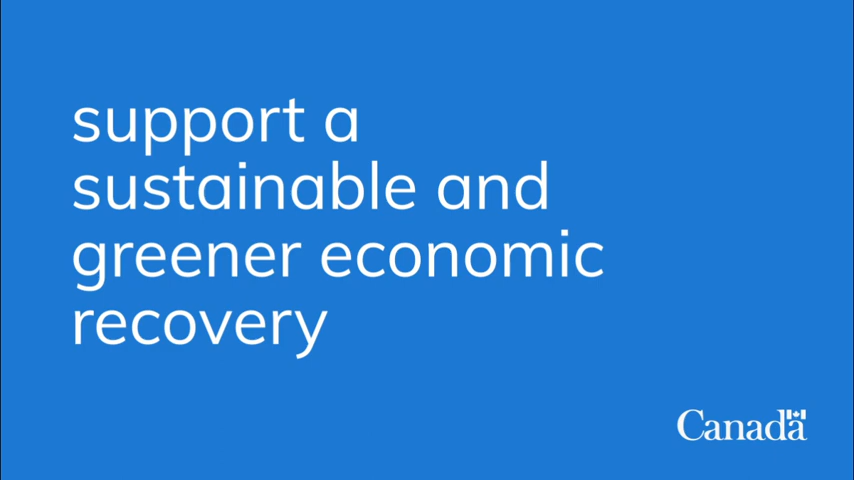 support a
sustainable and
greener economic
recovery
Canada